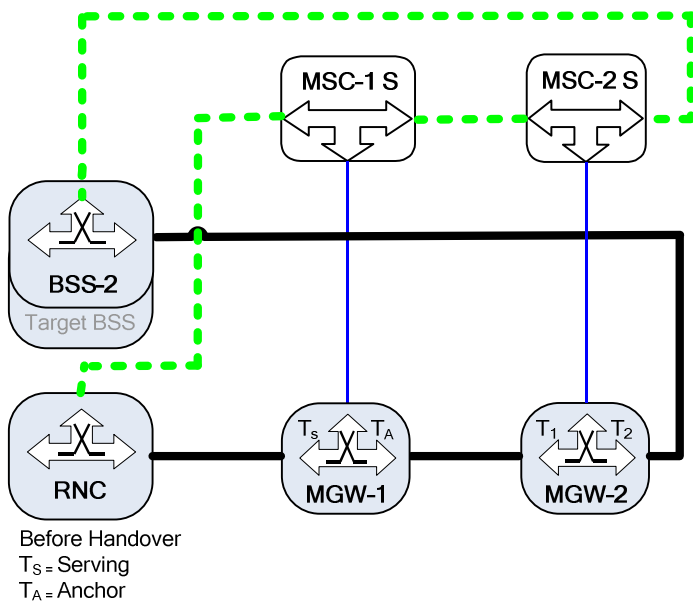 MSC-1 S
MSC-2 S
BSS-2
Target BSS
RNC
Ts TA
MGW-1
T1 T2
MGW-2
Before Handover
TS = Serving
TA = Anchor